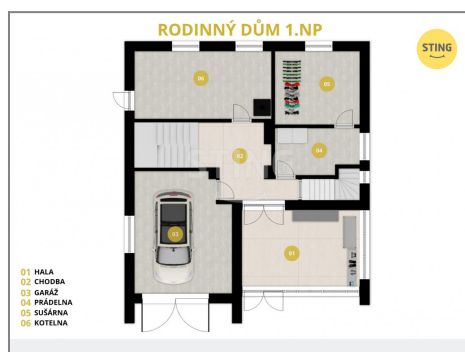 RODINNÝ DŮM 1.NP
STING
06
05
02
04
STING
03
01
01 HALA
02 CHODBA
03 GARÁŽ
04 PRÁDELNA
05 SUŠÁRNA
06 KOTELNA